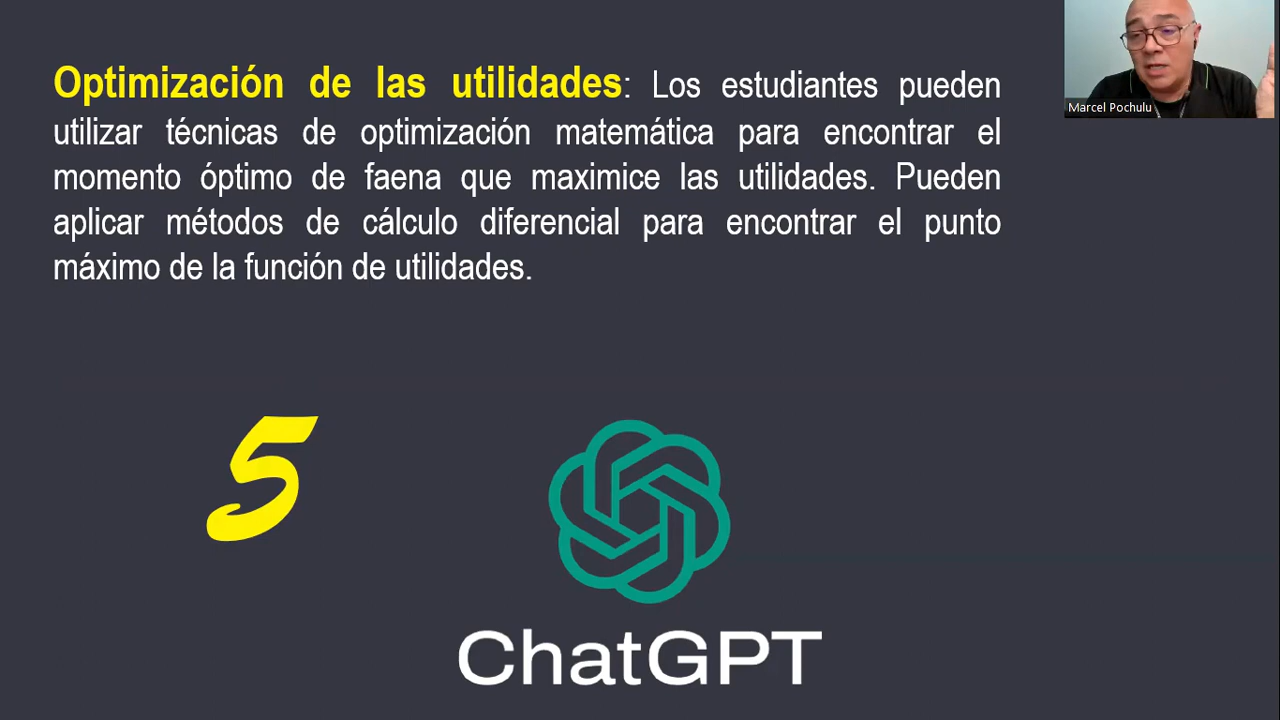 Optimización de las utilidades: Los estudiantes pueden
utilizar técnicas de optimización matemática para encontrar el
momento óptimo de faena que maximice las utilidades. Pueden
aplicar métodos de cálculo diferencial para encontrar el punto
máximo de la función de utilidades.
Marcel Pochulu
5
ChatGPT